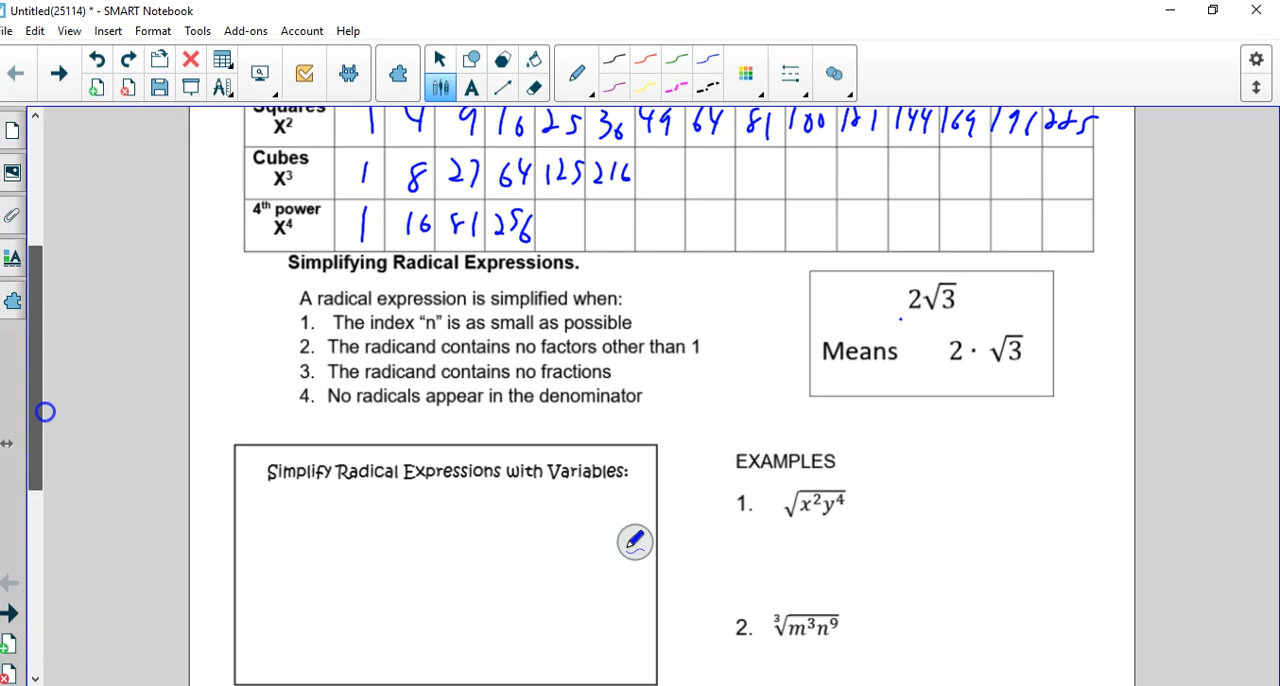 Untitled(25114) * - SMART Notebook
File Edit View Insert Format Tools Add-ons Account Help
Squares X² 1 4 9 16 25 36 49 64 81 100 121 144 169 196 225
Cubes X³ 1 8 27 64 125 216
4th power X⁴ 1 16 81 256
Simplifying Radical Expressions.
A radical expression is simplified when:
1. The index "n" is as small as possible
2. The radicand contains no factors other than 1
3. The radicand contains no fractions
4. No radicals appear in the denominator
2√3
Means 2 · √3
Simplify Radical Expressions with Variables:
EXAMPLES
1. √x²y⁴
2. ∛m³n⁹